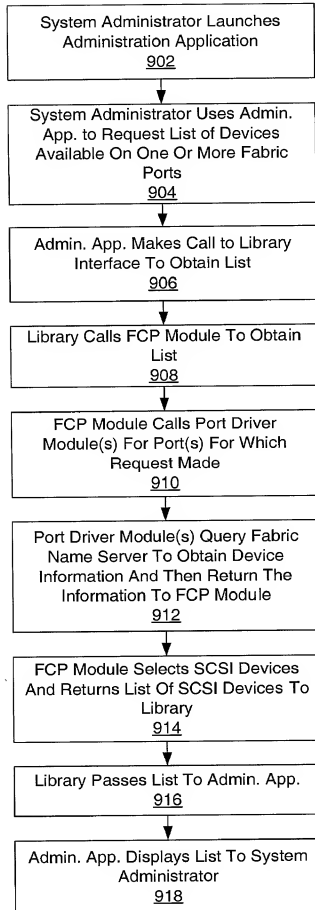 System Administrator Launches
Administration Application
902
System Administrator Uses Admin.
App. to Request List of Devices
Available On One Or More Fabric
Ports
904
Admin. App. Makes Call to Library
Interface To Obtain List
906
Library Calls FCP Module To Obtain
List
908
FCP Module Calls Port Driver
Module(s) For Port(s) For Which
Request Made
910
Port Driver Module(s) Query Fabric
Name Server To Obtain Device
Information And Then Return The
Information To FCP Module
912
FCP Module Selects SCSI Devices
And Returns List Of SCSI Devices To
Library
914
Library Passes List To Admin. App.
916
Admin. App. Displays List To System
Administrator
918